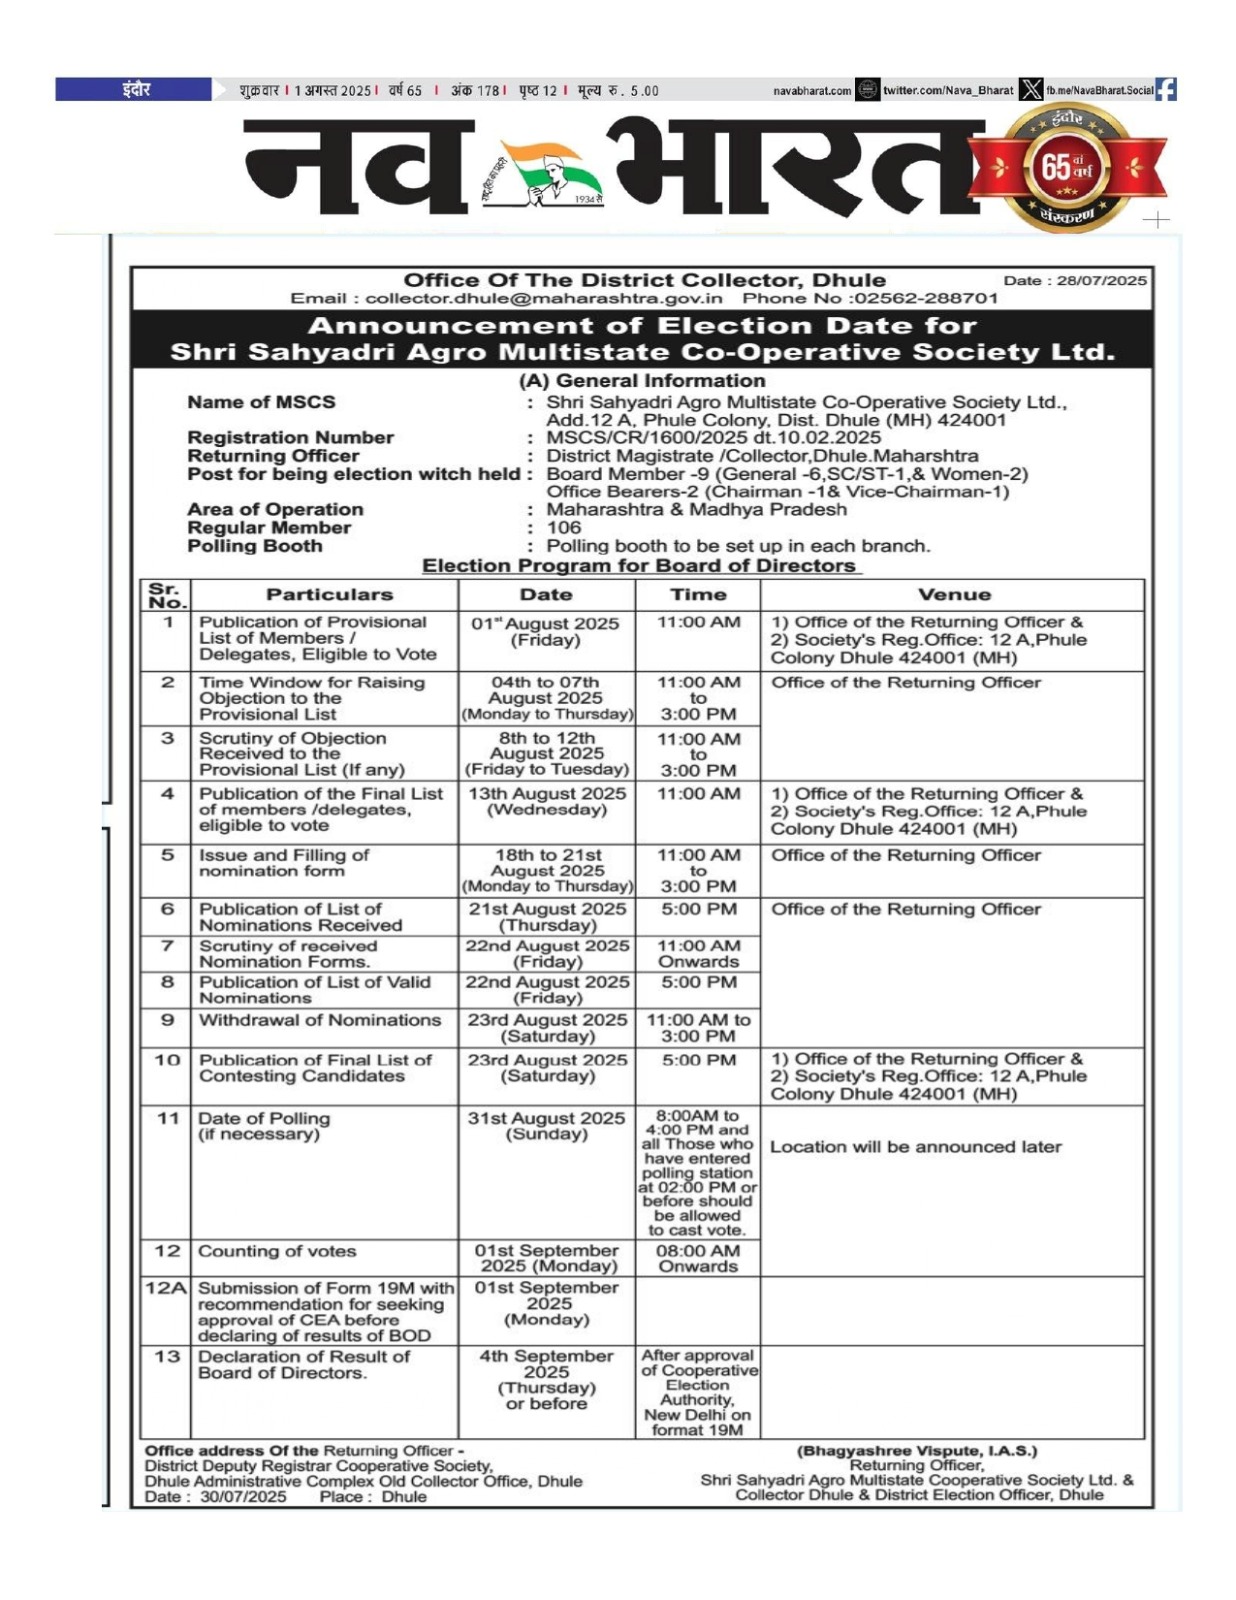 इंदौर
शुक्रवार । 1 अगस्त 2025। वर्ष 65 । अंक 178। पृष्ठ 12 । मूल्य रु. 5.00
navabharat.com twitter.com/Nava_Bharat X fb.me/NavaBharat.Social f
नव भारत
1934 से
इंदौर
65 वां वर्ष
संस्करण
Office Of The District Collector, Dhule
Date : 28/07/2025
Email : collector.dhule@maharashtra.gov.in Phone No :02562-288701
Announcement of Election Date for
Shri Sahyadri Agro Multistate Co-Operative Society Ltd.
(A) General Information
Name of MSCS : Shri Sahyadri Agro Multistate Co-Operative Society Ltd.,
Add.12 A, Phule Colony, Dist. Dhule (MH) 424001
Registration Number : MSCS/CR/1600/2025 dt.10.02.2025
Returning Officer : District Magistrate /Collector,Dhule.Maharshtra
Post for being election witch held : Board Member -9 (General -6,SC/ST-1,& Women-2)
Office Bearers-2 (Chairman -1& Vice-Chairman-1)
Area of Operation : Maharashtra & Madhya Pradesh
Regular Member : 106
Polling Booth : Polling booth to be set up in each branch.
Election Program for Board of Directors
Sr. No. Particulars Date Time Venue
1 Publication of Provisional 01st August 2025 11:00 AM 1) Office of the Returning Officer &
List of Members / (Friday) 2) Society's Reg.Office: 12 A,Phule
Delegates, Eligible to Vote Colony Dhule 424001 (MH)
2 Time Window for Raising 04th to 07th 11:00 AM Office of the Returning Officer
Objection to the August 2025 to
Provisional List (Monday to Thursday) 3:00 PM
3 Scrutiny of Objection 8th to 12th 11:00 AM
Received to the August 2025 to
Provisional List (If any) (Friday to Tuesday) 3:00 PM
4 Publication of the Final List 13th August 2025 11:00 AM 1) Office of the Returning Officer &
of members /delegates, (Wednesday) 2) Society's Reg.Office: 12 A,Phule
eligible to vote Colony Dhule 424001 (MH)
5 Issue and Filling of 18th to 21st 11:00 AM Office of the Returning Officer
nomination form August 2025 to
(Monday to Thursday) 3:00 PM
6 Publication of List of 21st August 2025 5:00 PM Office of the Returning Officer
Nominations Received (Thursday)
7 Scrutiny of received 22nd August 2025 11:00 AM
Nomination Forms. (Friday) Onwards
8 Publication of List of Valid 22nd August 2025 5:00 PM
Nominations (Friday)
9 Withdrawal of Nominations 23rd August 2025 11:00 AM to
(Saturday) 3:00 PM
10 Publication of Final List of 23rd August 2025 5:00 PM 1) Office of the Returning Officer &
Contesting Candidates (Saturday) 2) Society's Reg.Office: 12 A,Phule
Colony Dhule 424001 (MH)
11 Date of Polling 31st August 2025 8:00AM to
(if necessary) (Sunday) 4:00 PM and
all Those who Location will be announced later
have entered
polling station
at 02:00 PM or
before should
be allowed
to cast vote.
12 Counting of votes 01st September 08:00 AM
2025 (Monday) Onwards
12A Submission of Form 19M with 01st September
recommendation for seeking 2025
approval of CEA before (Monday)
declaring of results of BOD
13 Declaration of Result of 4th September After approval
Board of Directors. 2025 of Cooperative
(Thursday) Election
or before Authority,
New Delhi on
format 19M
Office address Of the Returning Officer -
District Deputy Registrar Cooperative Society,
Dhule Administrative Complex Old Collector Office, Dhule
Date : 30/07/2025 Place : Dhule
(Bhagyashree Vispute, I.A.S.)
Returning Officer,
Shri Sahyadri Agro Multistate Cooperative Society Ltd. &
Collector Dhule & District Election Officer, Dhule